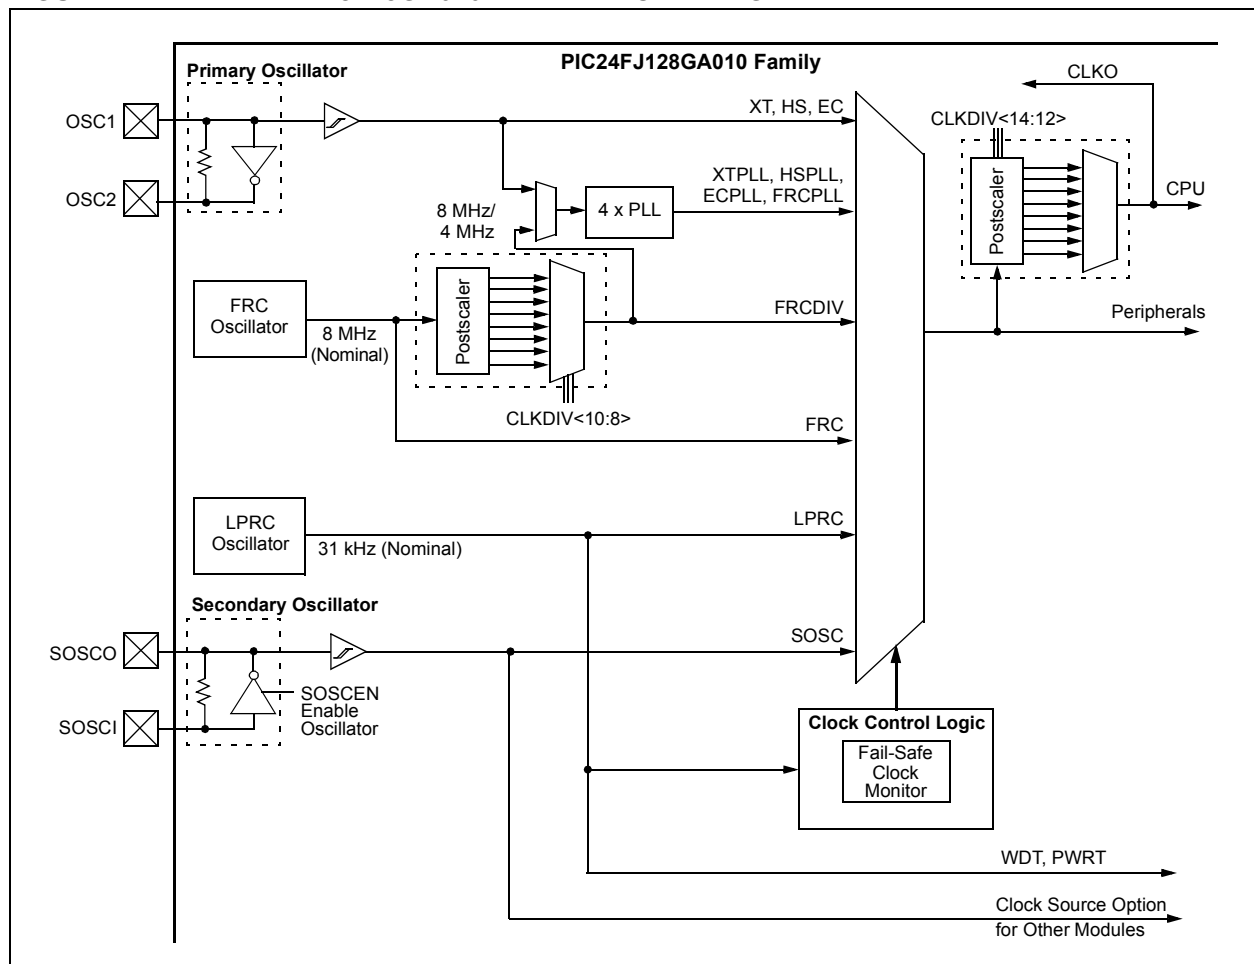 PIC24FJ128GA010 Family
Primary Oscillator
OSC1
OSC2
XT, HS, EC
XTPLL, HSPLL,
ECPLL, FRCPLL
8 MHz/
4 MHz
4 x PLL
CLKO
CLKDIV<14:12>
Postscaler
CPU
Peripherals
FRC
Oscillator
8 MHz
(Nominal)
Postscaler
CLKDIV<10:8>
FRCDIV
FRC
LPRC
Oscillator
31 kHz (Nominal)
LPRC
Secondary Oscillator
SOSCO
SOSCI
SOSCEN
Enable
Oscillator
SOSC
Clock Control Logic
Fail-Safe
Clock
Monitor
WDT, PWRT
Clock Source Option
for Other Modules